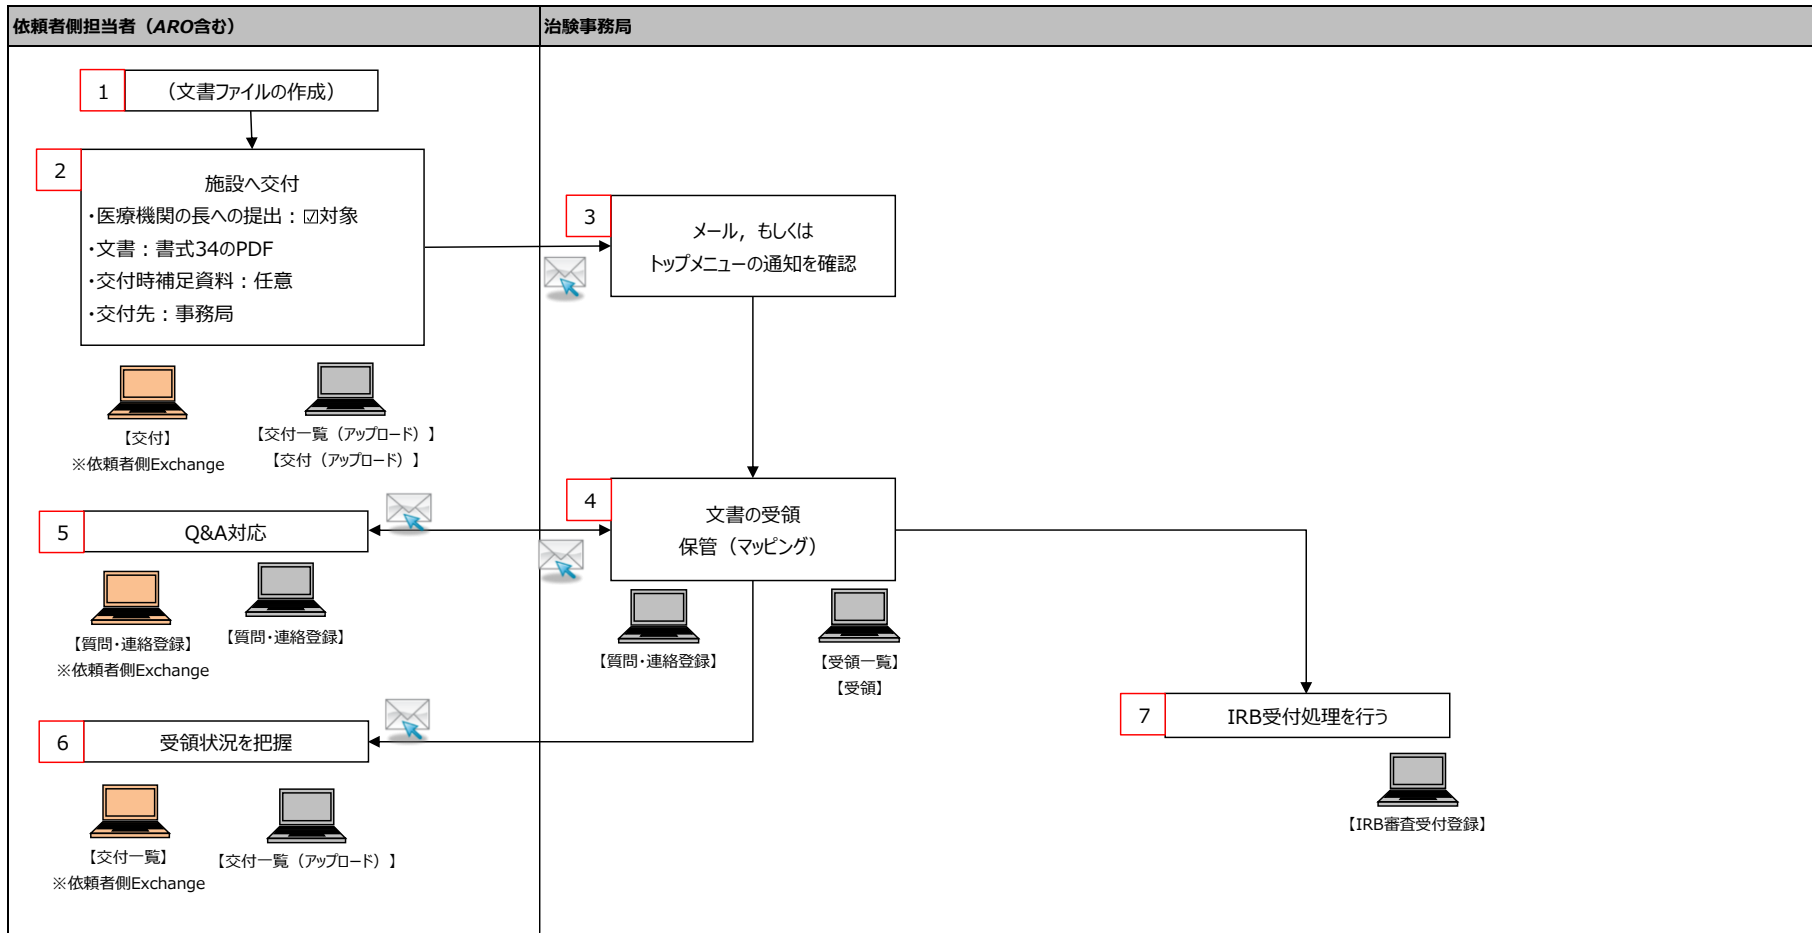 依頼者側担当者（ARO含む）
治験事務局
1
（文書ファイルの作成）
2
施設へ交付
・医療機関の長への提出：☑対象
・文書：書式34のPDF
・交付時補足資料：任意
・交付先：事務局
3
メール，もしくは
トップメニューの通知を確認
【交付】
※依頼者側Exchange
【交付一覧（アップロード）】
【交付（アップロード）】
4
文書の受領
保管（マッピング）
5
Q&A対応
【質問・連絡登録】
※依頼者側Exchange
【質問・連絡登録】
【質問・連絡登録】
【受領一覧】
【受領】
6
受領状況を把握
7
IRB受付処理を行う
【交付一覧】
※依頼者側Exchange
【交付一覧（アップロード）】
【IRB審査受付登録】